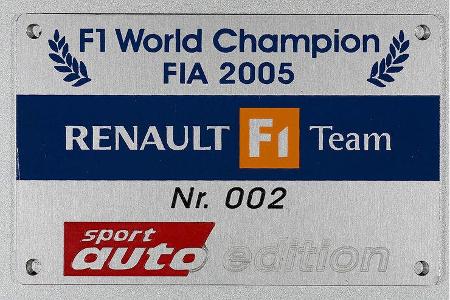 F1 World Champion
FIA 2005
RENAULT F1 Team
Nr. 002
sport
auto edition